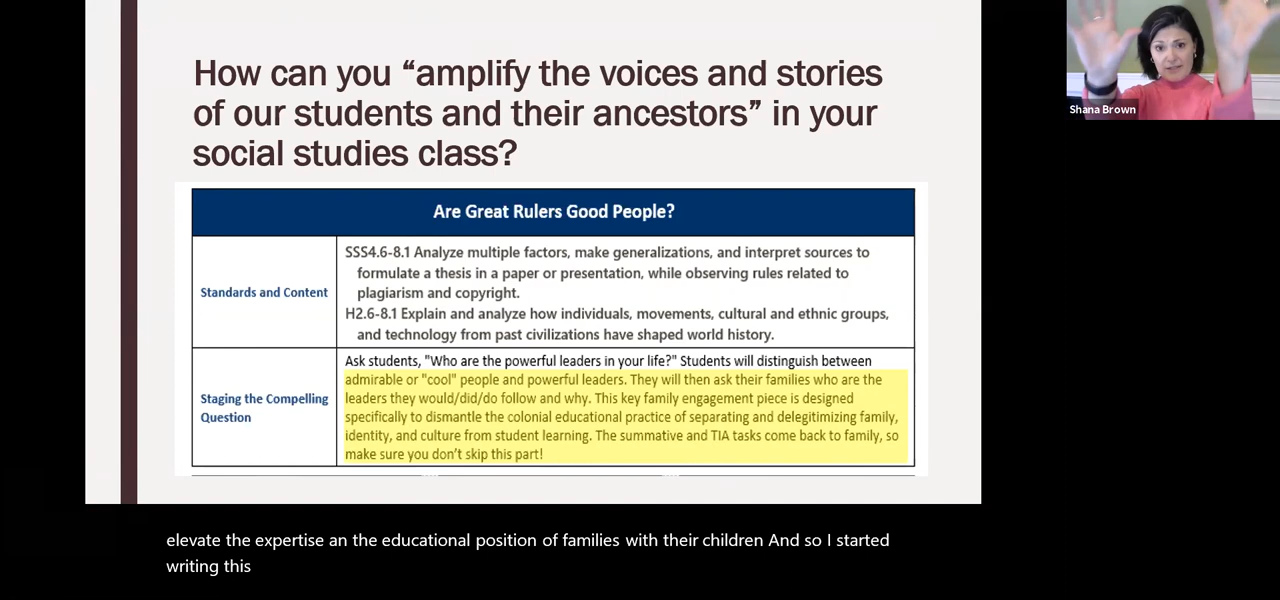 How can you “amplify the voices and stories
of our students and their ancestors” in your
social studies class?
Are Great Rulers Good People?
Standards and Content
SSS4.6-8.1 Analyze multiple factors, make generalizations, and interpret sources to
formulate a thesis in a paper or presentation, while observing rules related to
plagiarism and copyright.
H2.6-8.1 Explain and analyze how individuals, movements, cultural and ethnic groups,
and technology from past civilizations have shaped world history.
Staging the Compelling
Question
Ask students, "Who are the powerful leaders in your life?" Students will distinguish between
admirable or "cool" people and powerful leaders. They will then ask their families who are the
leaders they would/did/do follow and why. This key family engagement piece is designed
specifically to dismantle the colonial educational practice of separating and delegitimizing family,
identity, and culture from student learning. The summative and TIA tasks come back to family, so
make sure you don’t skip this part!
Shana Brown
elevate the expertise an the educational position of families with their children And so I started
writing this